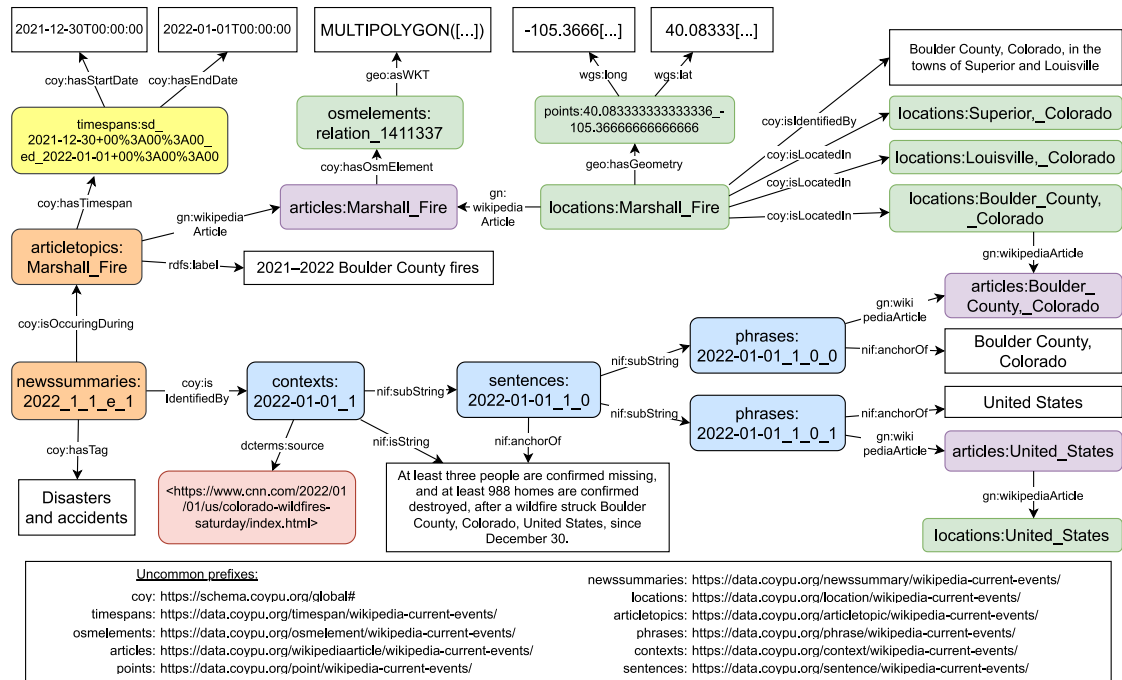 2021-12-30T00:00:00
2022-01-01T00:00:00
MULTIPOLYGON([...])
-105.3666[...]
40.08333[...]
Boulder County, Colorado, in the
towns of Superior and Louisville
coy:hasStartDate
coy:hasEndDate
geo:asWKT
wgs:long
wgs:lat
timespans:sd_
2021-12-30+00%3A00%3A00_
ed_2022-01-01+00%3A00%3A00
osmelements:
relation_1411337
points:40.083333333333336_-
105.36666666666666
coy:isIdentifiedBy
locations:Superior,_Colorado
coy:isLocatedIn
locations:Louisville,_Colorado
coy:isLocatedIn
coy:hasTimespan
coy:hasOsmElement
geo:hasGeometry
gn:wikipedia
Article
articles:Marshall_Fire
gn:
wikipedia
Article
locations:Marshall_Fire
coy:isLocatedIn
locations:Boulder_County,
_Colorado
articletopics:
Marshall_Fire
rdfs:label
2021–2022 Boulder County fires
gn:wikipediaArticle
articles:Boulder_
County,_Colorado
coy:isOccuringDuring
gn:wiki
pediaArticle
phrases:
2022-01-01_1_0_0
nif:anchorOf
Boulder County,
Colorado
nif:subString
newssummaries:
2022_1_1_e_1
coy:is
IdentifiedBy
contexts:
2022-01-01_1
nif:subString
sentences:
2022-01-01_1_0
nif:subString
phrases:
2022-01-01_1_0_1
nif:anchorOf
United States
gn:wiki
pediaArticle
articles:United_States
coy:hasTag
dcterms:source
nif:isString
nif:anchorOf
Disasters
and accidents
<https://www.cnn.com/2022/01
/01/us/colorado-wildfires-
saturday/index.html>
At least three people are confirmed missing,
and at least 988 homes are confirmed
destroyed, after a wildfire struck Boulder
County, Colorado, United States, since
December 30.
gn:wikipediaArticle
locations:United_States
Uncommon prefixes:
coy: https://schema.coypu.org/global#
timespans: https://data.coypu.org/timespan/wikipedia-current-events/
osmelements: https://data.coypu.org/osmelement/wikipedia-current-events/
articles: https://data.coypu.org/wikipediaarticle/wikipedia-current-events/
points: https://data.coypu.org/point/wikipedia-current-events/
newssummaries: https://data.coypu.org/newssummary/wikipedia-current-events/
locations: https://data.coypu.org/location/wikipedia-current-events/
articletopics: https://data.coypu.org/articletopic/wikipedia-current-events/
phrases: https://data.coypu.org/phrase/wikipedia-current-events/
contexts: https://data.coypu.org/context/wikipedia-current-events/
sentences: https://data.coypu.org/sentence/wikipedia-current-events/